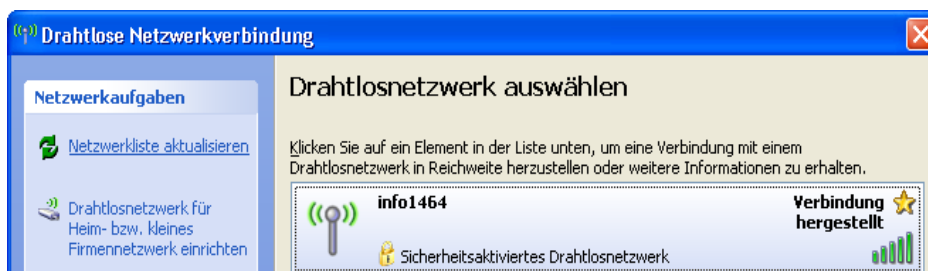 Drahtlose Netzwerkverbindung
Netzwerkaufgaben
Netzwerkliste aktualisieren
Drahtlosnetzwerk für
Heim- bzw. kleines
Firmennetzwerk einrichten
Drahtlosnetzwerk auswählen
Klicken Sie auf ein Element in der Liste unten, um eine Verbindung mit einem
Drahtlosnetzwerk in Reichweite herzustellen oder weitere Informationen zu erhalten.
info1464
Verbindung
hergestellt
Sicherheitsaktiviertes Drahtlosnetzwerk